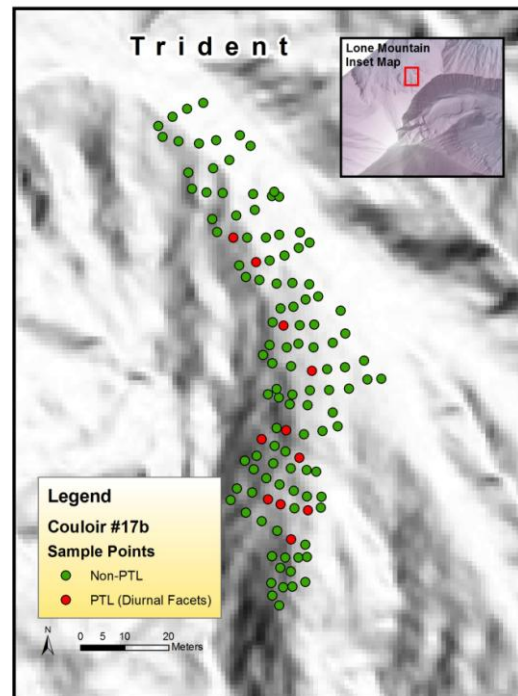 Trident
Lone Mountain
Inset Map
Legend
Couloir #17b
Sample Points
Non-PTL
PTL (Diurnal Facets)
N
0 5 10 20
Meters